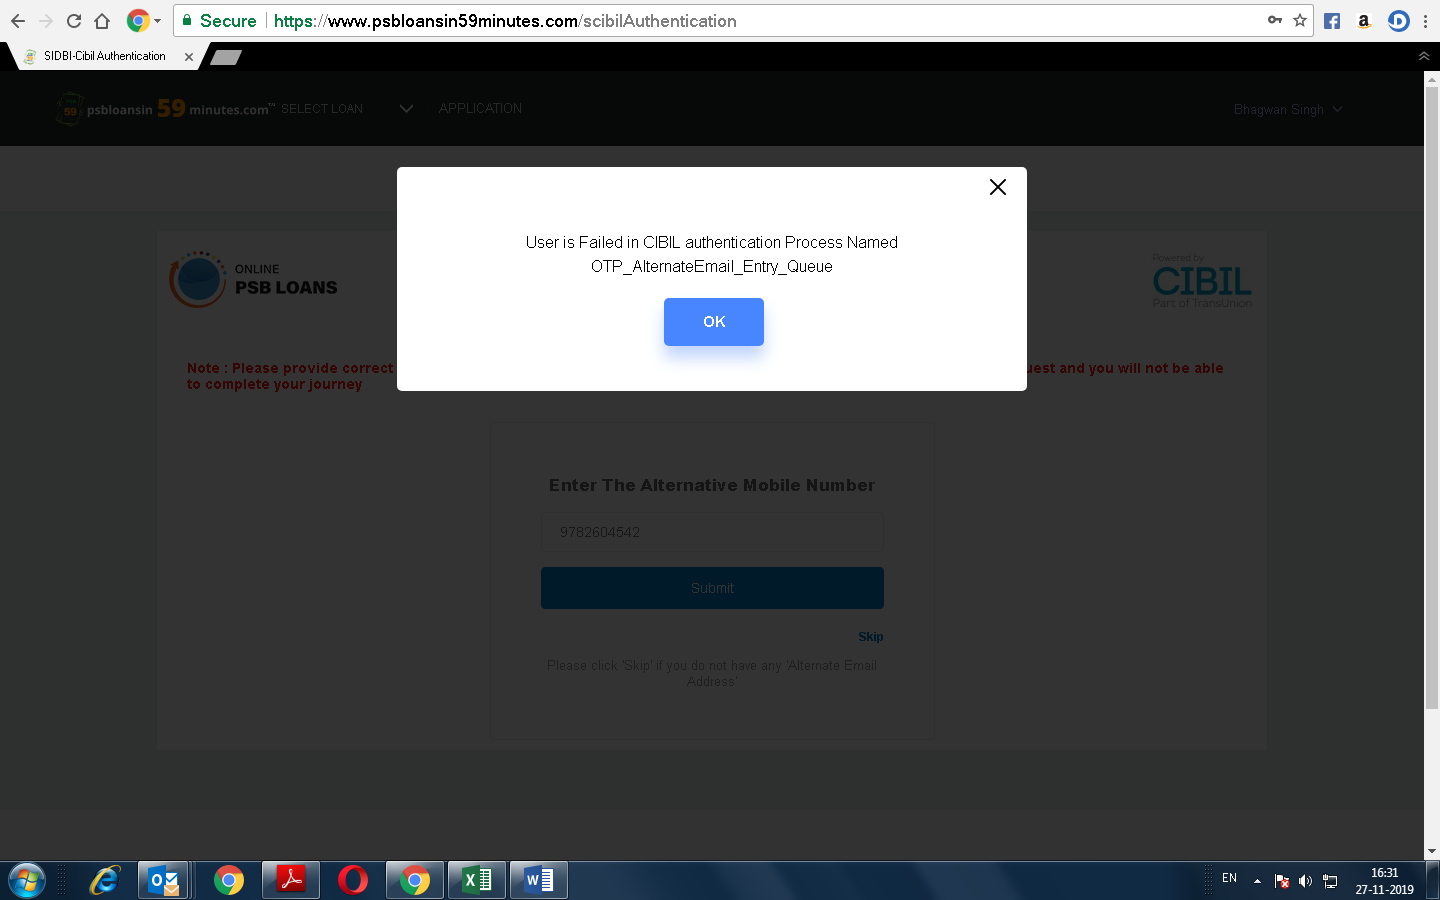 Secure https://www.psbloansin59minutes.com/scibilAuthentication
SIDBI-Cibil Authentication
59 psbloansin 59 minutes.com™ SELECT LOAN APPLICATION Bhagwan Singh
User is Failed in CIBIL authentication Process Named
OTP_AlternateEmail_Entry_Queue
OK
ONLINE
PSB LOANS
Powered by
CIBIL
Part of TransUnion
Note : Please provide correct uest and you will not be able
to complete your journey
Enter The Alternative Mobile Number
9782604542
Submit
Skip
Please click 'Skip' if you do not have any 'Alternate Email
Address'
EN 16:31
27-11-2019